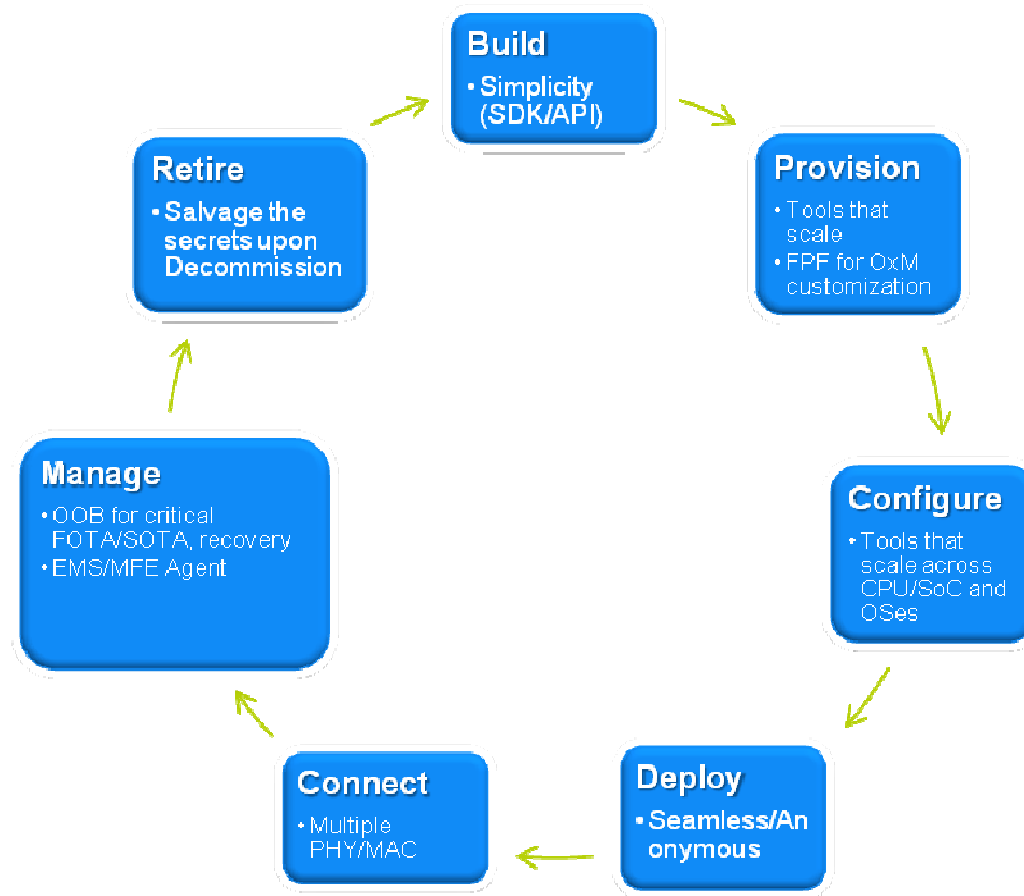 Build
• Simplicity
(SDK/API)
Provision
• Tools that
scale
• FPF for OxM
customization
Configure
• Tools that
scale across
CPU/SoC and
OSes
Deploy
• Seamless/An
onymous
Connect
• Multiple
PHY/MAC
Manage
• OOB for critical
FOTA/SOTA, recovery
• EMS/MFE Agent
Retire
• Salvage the
secrets upon
Decommission